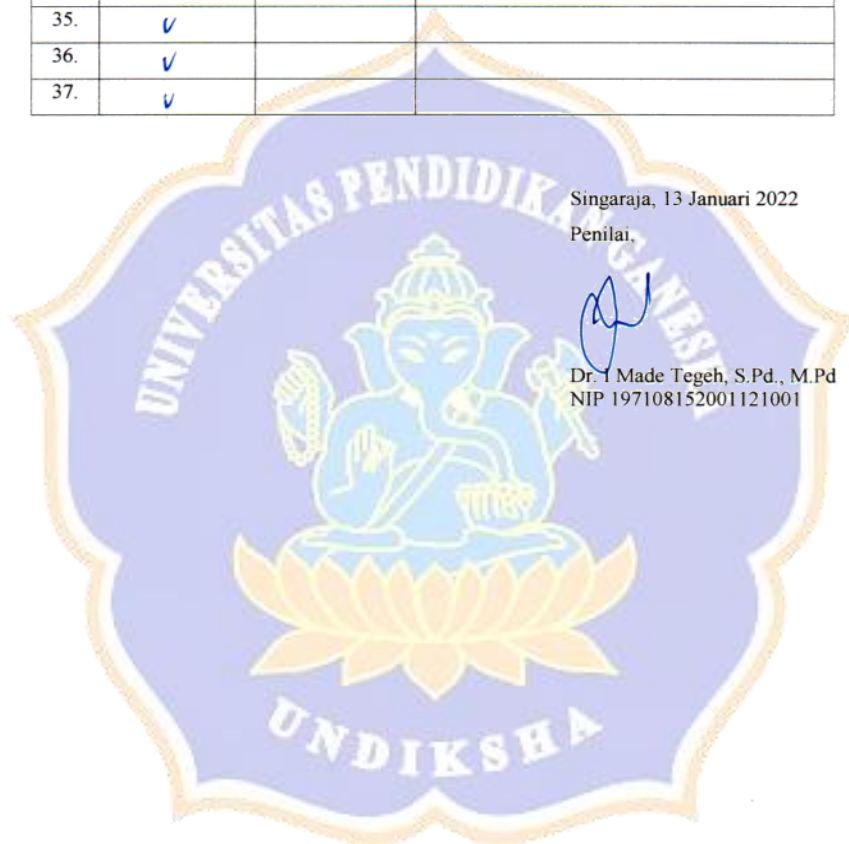 35. ✓
36. ✓
37. ✓
UNIVERSITAS PENDIDIKAN GANESHA
Singaraja, 13 Januari 2022
Penilai,
Dr. I Made Tegeh, S.Pd., M.Pd
NIP 197108152001121001
UNDIKSHA